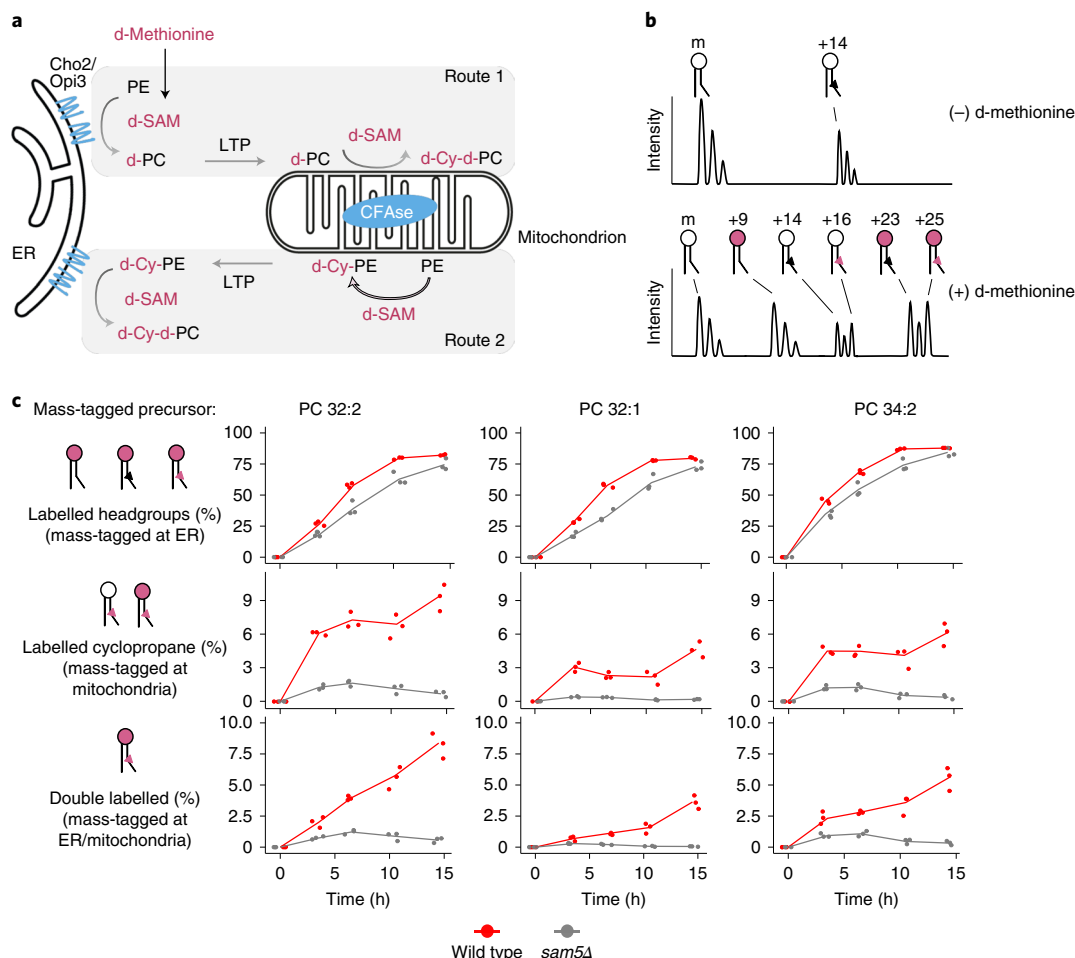 a
d-Methionine
Cho2/
Opi3
PE
d-SAM
d-PC
LTP
Route 1
d-SAM
d-PC
d-Cy-d-PC
CFAse
Mitochondrion
ER
d-Cy-PE
d-SAM
d-Cy-d-PC
LTP
d-Cy-PE
PE
d-SAM
Route 2
b
m
+14
Intensity
(−) d-methionine
m
+9
+14
+16
+23
+25
Intensity
(+) d-methionine
c
Mass-tagged precursor:
PC 32:2
PC 32:1
PC 34:2
Labelled headgroups (%)
(mass-tagged at ER)
100
75
50
25
0
100
75
50
25
0
100
75
50
25
0
Labelled cyclopropane (%)
(mass-tagged at
mitochondria)
9
6
3
0
9
6
3
0
9
6
3
0
Double labelled (%)
(mass-tagged at
ER/mitochondria)
10.0
7.5
5.0
2.5
0
10.0
7.5
5.0
2.5
0
10.0
7.5
5.0
2.5
0
0 5 10 15
0 5 10 15
0 5 10 15
Time (h)
Time (h)
Time (h)
Wild type
sam5Δ